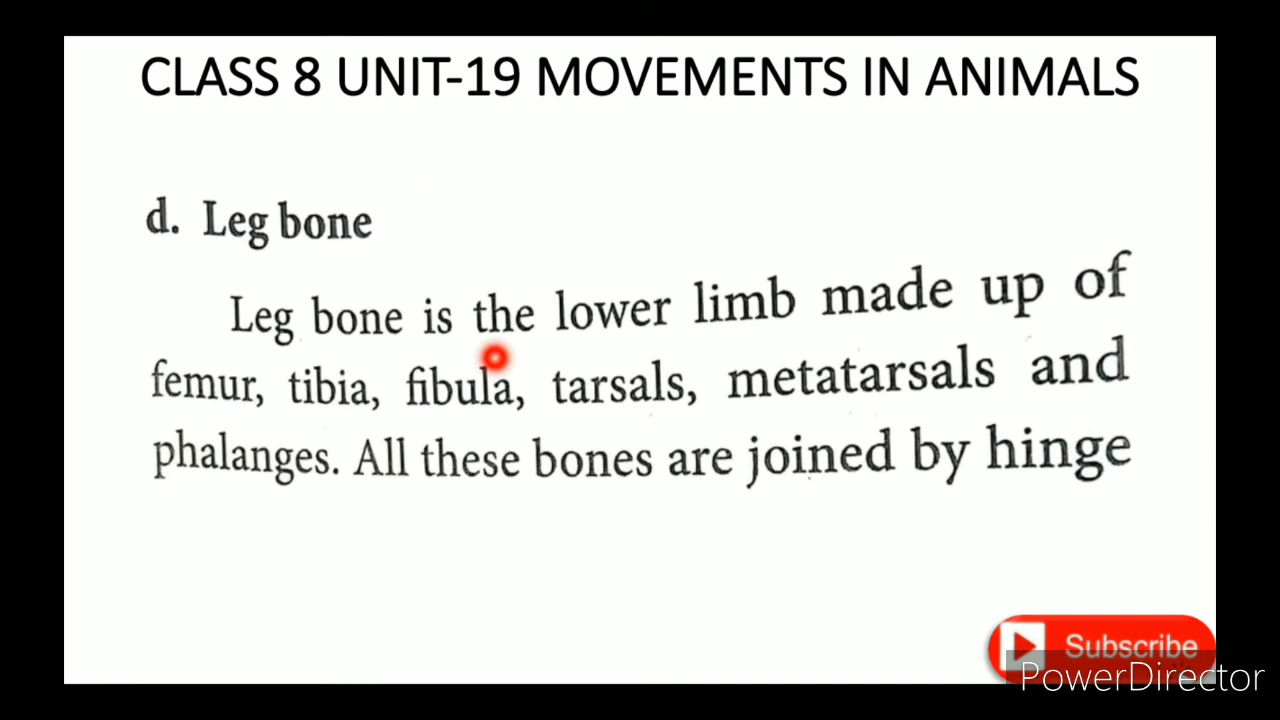 CLASS 8 UNIT-19 MOVEMENTS IN ANIMALS
d. Leg bone
Leg bone is the lower limb made up of
femur, tibia, fibula, tarsals, metatarsals and
phalanges. All these bones are joined by hinge
Subscribe
PowerDirector